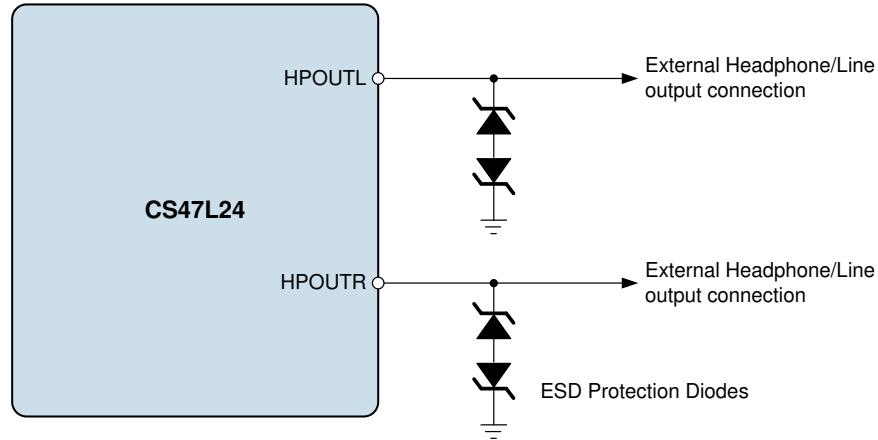 HPOUTL
External Headphone/Line
output connection
CS47L24
HPOUTR
External Headphone/Line
output connection
ESD Protection Diodes